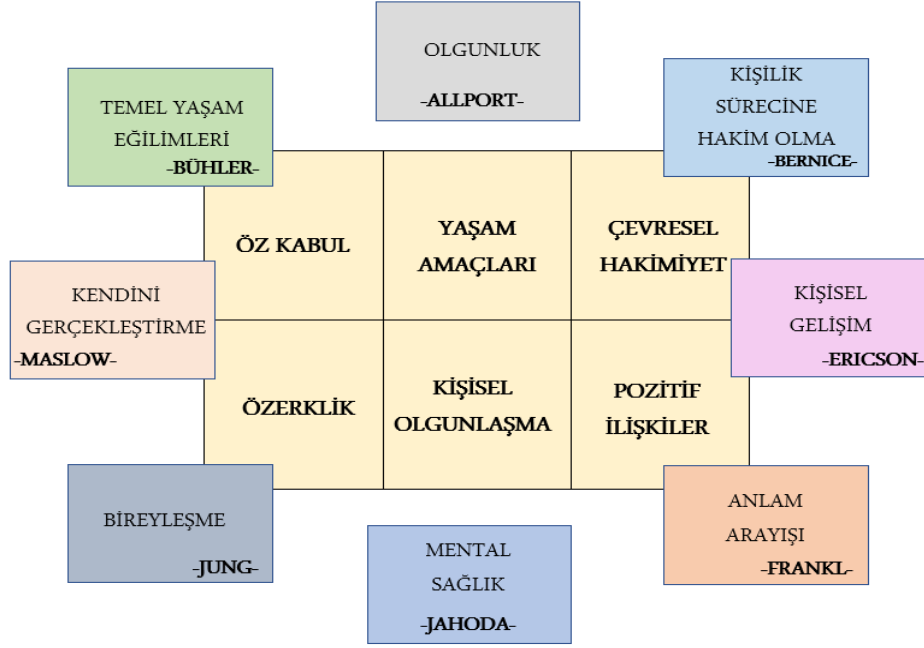 OLGUNLUK
-ALLPORT-
TEMEL YAŞAM
EĞİLİMLERİ
-BÜHLER-
KİŞİLİK
SÜRECİNE
HAKİM OLMA
-BERNICE-
ÖZ KABUL
YAŞAM
AMAÇLARI
ÇEVRESEL
HAKİMİYET
KENDİNİ
GERÇEKLEŞTİRME
-MASLOW-
KİŞİSEL
GELİŞİM
-ERICSON-
ÖZERKLİK
KİŞİSEL
OLGUNLAŞMA
POZİTİF
İLİŞKİLER
BİREYLEŞME
-JUNG-
MENTAL
SAĞLIK
-JAHODA-
ANLAM
ARAYIŞI
-FRANKL-